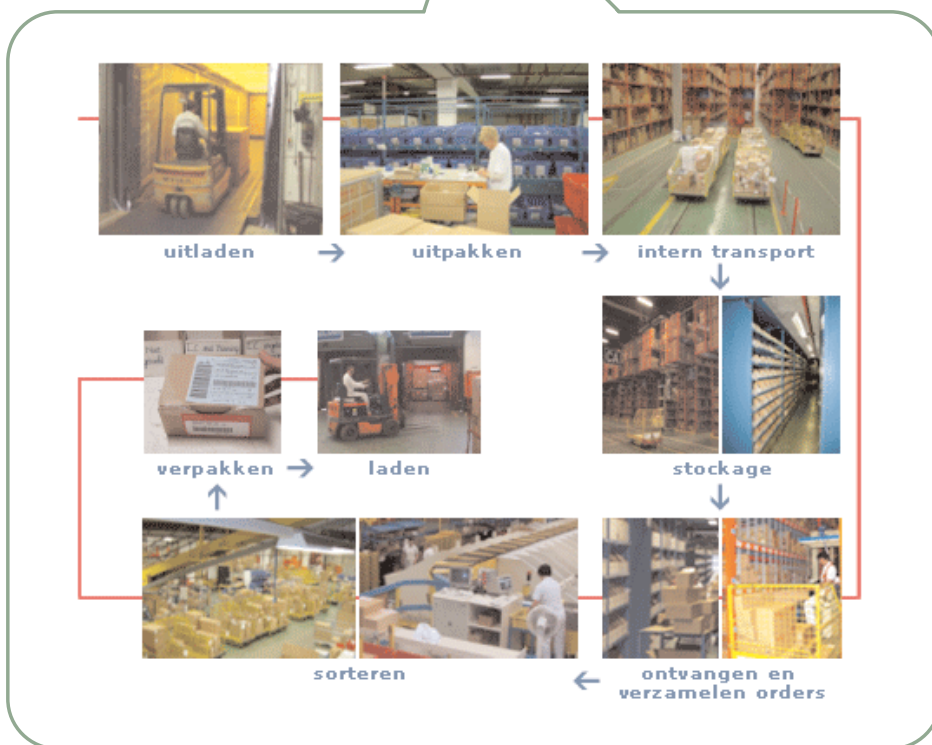 uitladen
uitpakken
intern transport
verpakken
laden
stockage
sorteren
ontvangen en
verzamelen orders